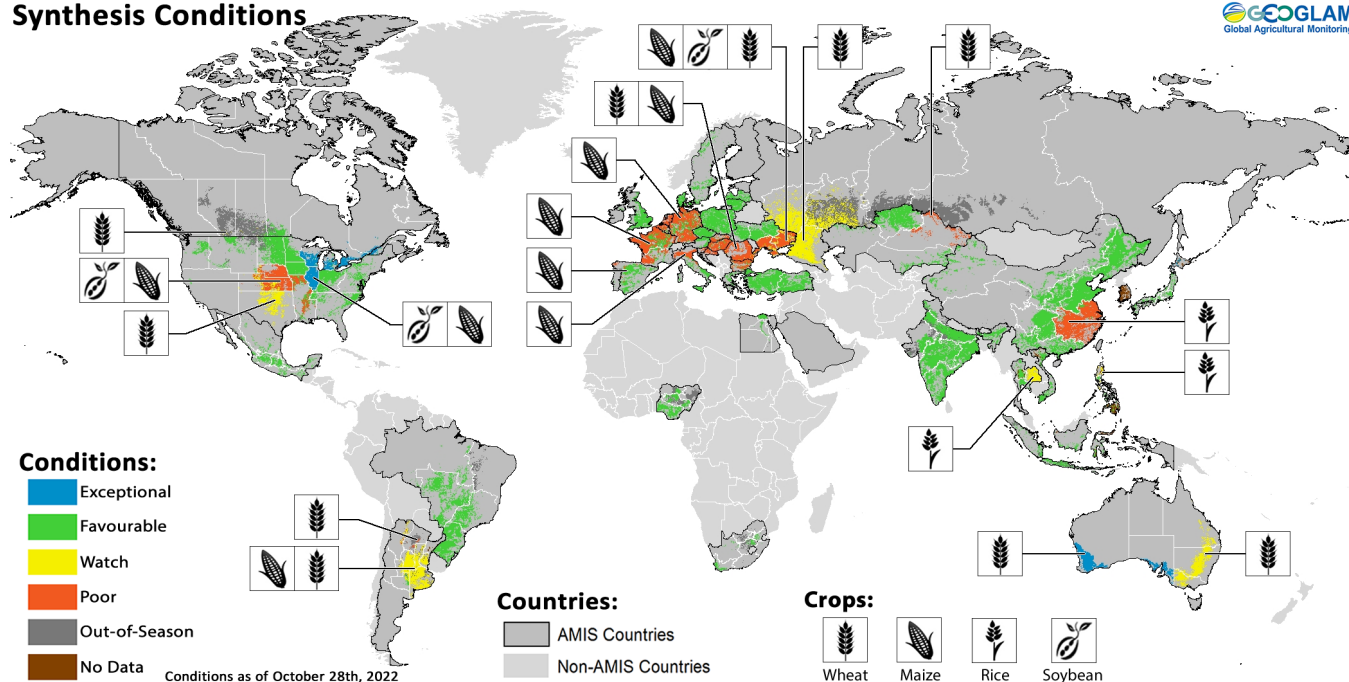 Synthesis Conditions
GEOGLAM
Global Agricultural Monitoring
Conditions:
Exceptional
Favourable
Watch
Poor
Out-of-Season
No Data
Conditions as of October 28th, 2022
Countries:
AMIS Countries
Non-AMIS Countries
Crops:
Wheat
Maize
Rice
Soybean